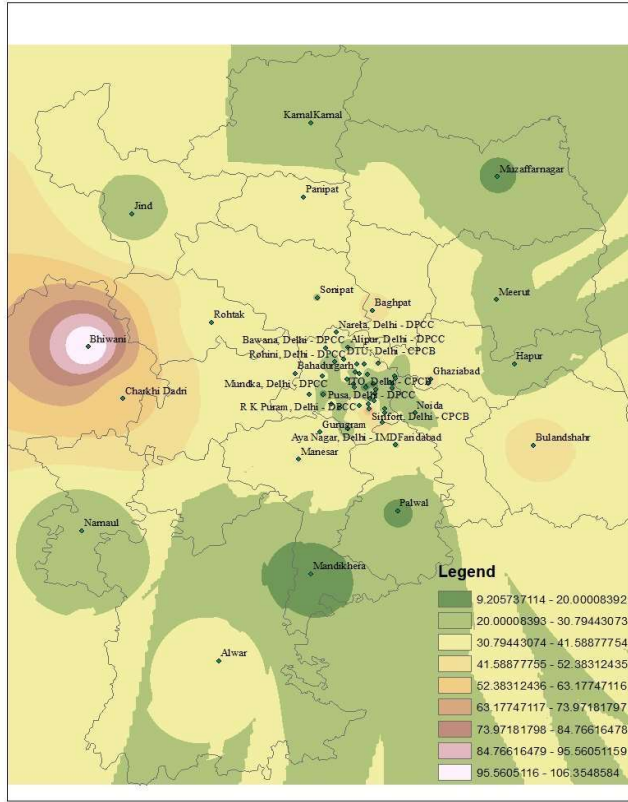 KarnalKarnal
Muzaffarnagar
Panipat
Jind
Sonipat
Meerut
Baghpat
Rohtak
Narela, Delhi - DPCC
Bawana, Delhi - DPCC
Alipur, Delhi - DPCC
Bhiwani
DTU, Delhi - CPCB
Rohini, Delhi - DPCC
Hapur
Bahadurgarh
Ghaziabad
Mundka, Delhi - DPCC
ITO, Delhi - CPCB
Charkhi Dadri
Pusa, Delhi - DPCC
R K Puram, Delhi - DPCC
Noida
Sirifort, Delhi - CPCB
Gurugram
Aya Nagar, Delhi - IMDFaridabad
Bulandshahr
Manesar
Palwal
Narnaul
Mandikhera
Legend
9.205737114 - 20.00008392
20.00008393 - 30.79443073
30.79443074 - 41.58877754
Alwar
41.58877755 - 52.38312435
52.38312436 - 63.17747116
63.17747117 - 73.97181797
73.97181798 - 84.76616478
84.76616479 - 95.56051159
95.5605116 - 106.3548584